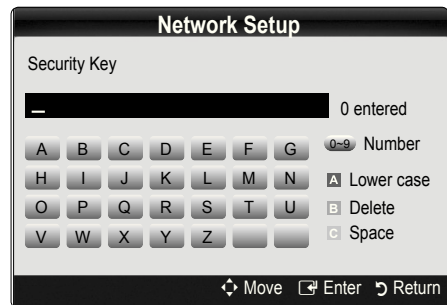 Network Setup
Security Key
_ 0 entered
A B C D E F G 0~9 Number
H I J K L M N A Lower case
O P Q R S T U B Delete
V W X Y Z C Space
Move Enter Return